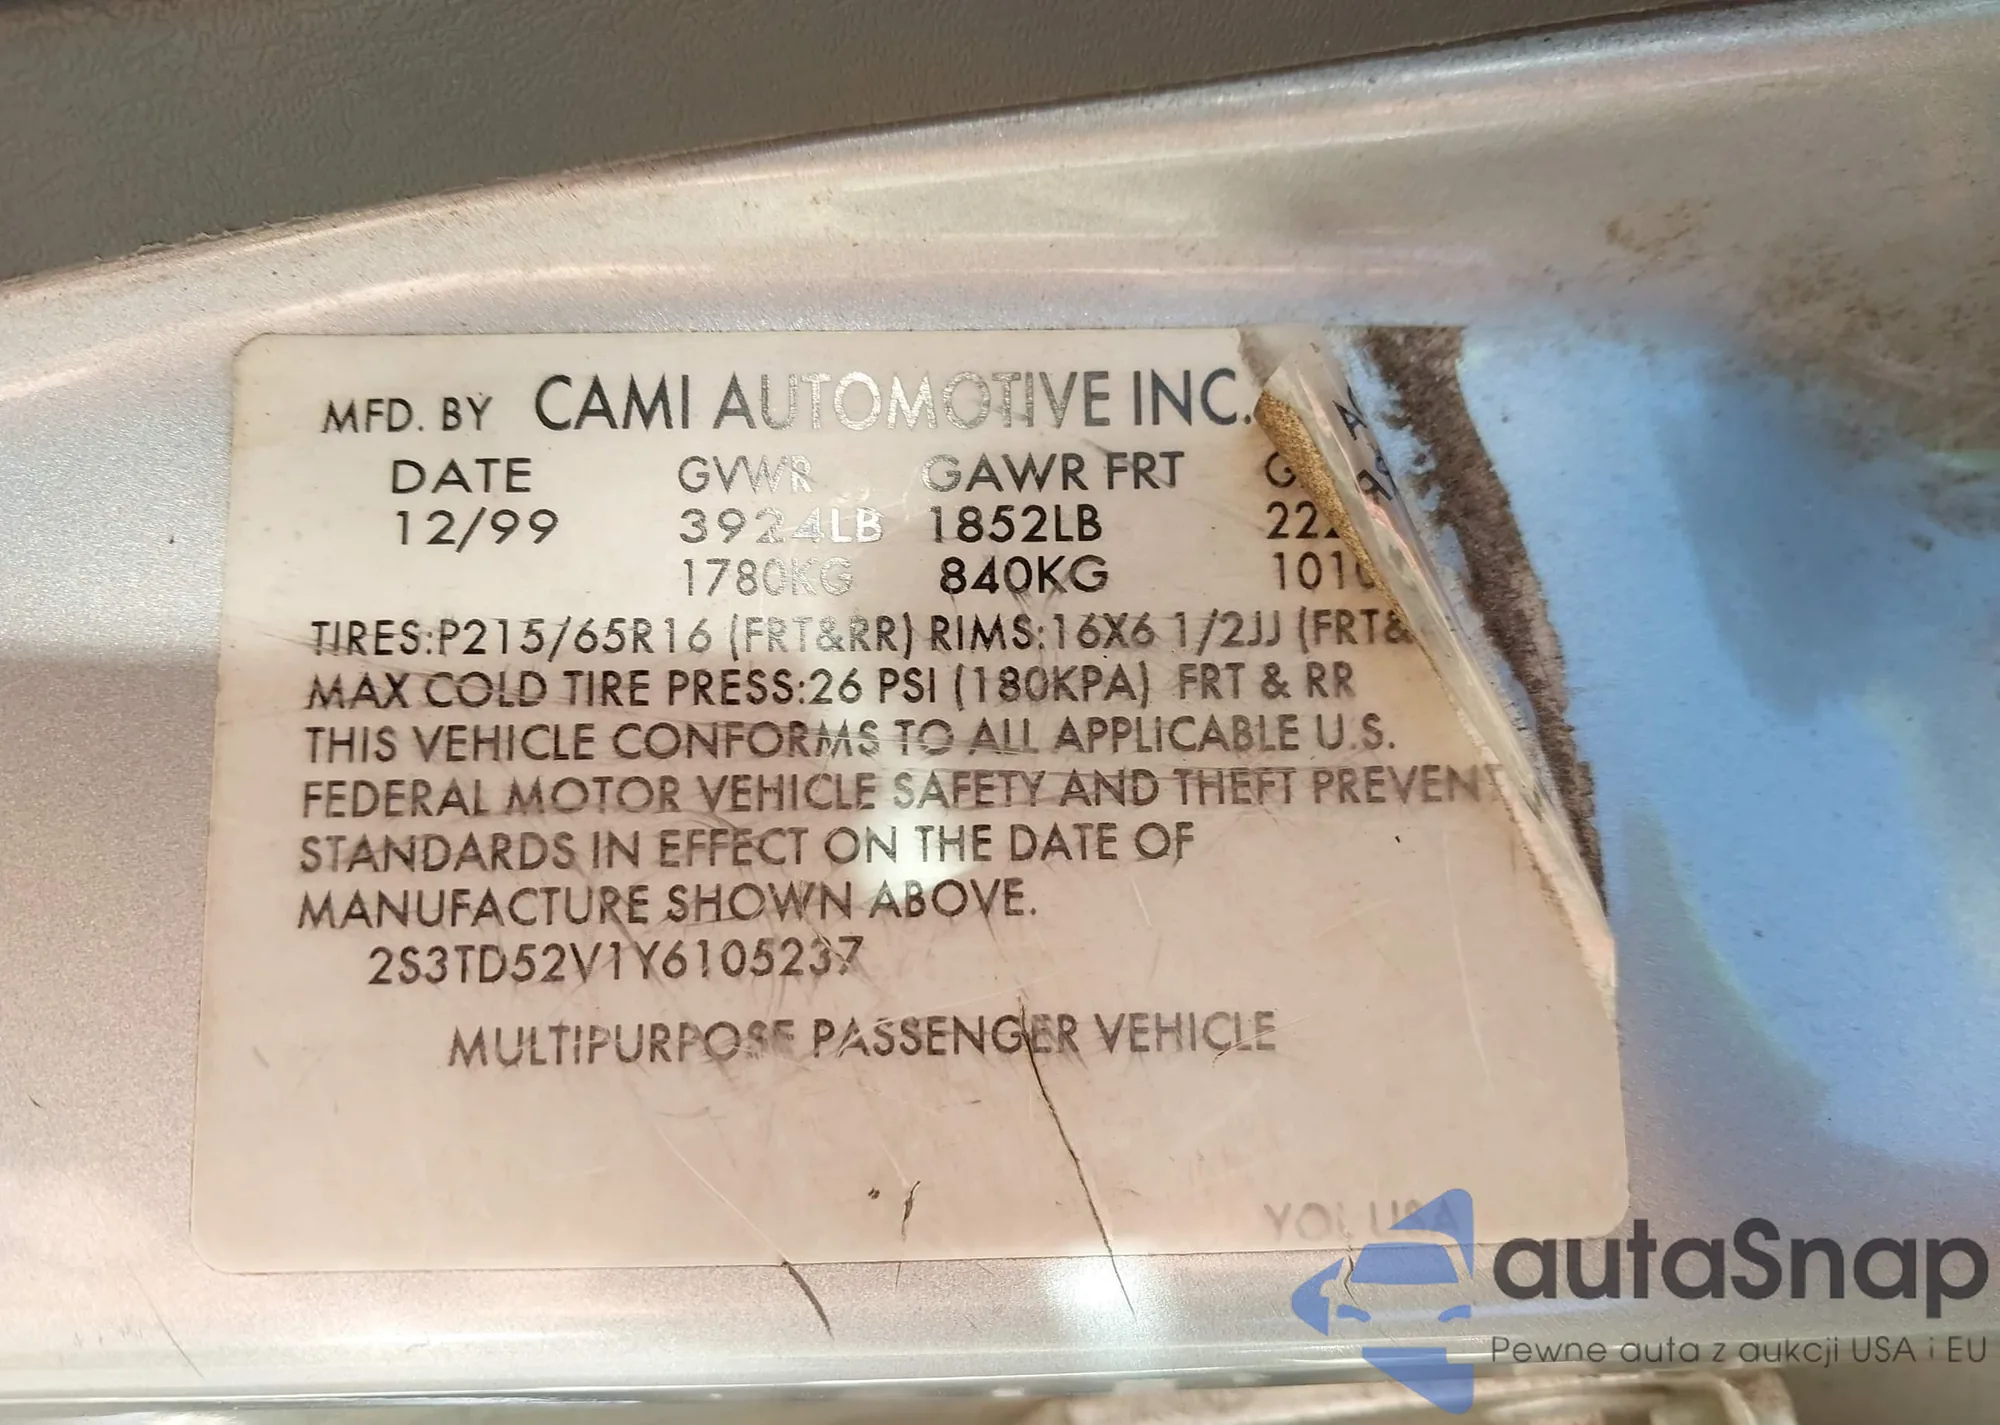 MFD. BY CAMI AUTOMOTIVE INC.
DATE GVWR GAWR FRT
12/99 3924LB 1852LB
1780KG 840KG
TIRES:P215/65R16 (FRT&RR) RIMS:16X6 1/2JJ (FRT&
MAX COLD TIRE PRESS:26 PSI (180KPA) FRT & RR
THIS VEHICLE CONFORMS TO ALL APPLICABLE U.S.
FEDERAL MOTOR VEHICLE SAFETY AND THEFT PREVENT
STANDARDS IN EFFECT ON THE DATE OF
MANUFACTURE SHOWN ABOVE.
2S3TD52V1Y6105237
MULTIPURPOSE PASSENGER VEHICLE
USA
autaSnap
Pewne auta z aukcji USA i EU